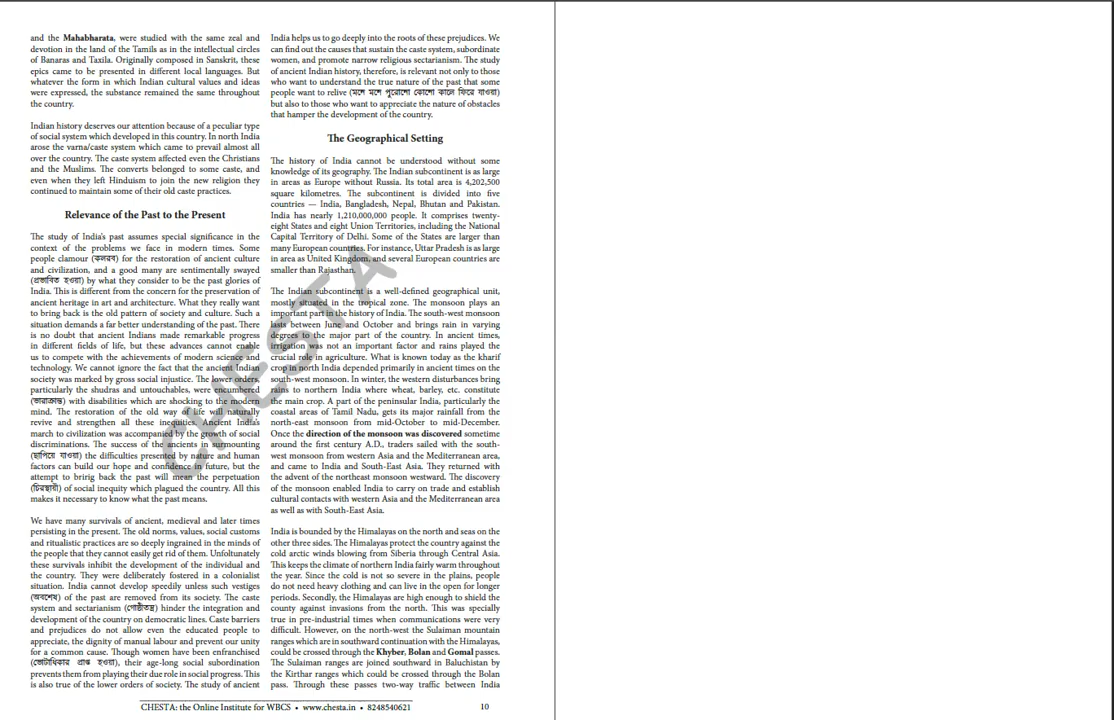 and the Mahabharata, were studied with the same zeal and
devotion in the land of the Tamils as in the intellectual circles
of Banaras and Taxila. Originally composed in Sanskrit, these
epics came to be presented in different local languages. But
whatever the form in which Indian cultural values and ideas
were expressed, the substance remained the same throughout
the country.
Indian history deserves our attention because of a peculiar type
of social system which developed in this country. In north India
arose the varna/caste system which came to prevail almost all
over the country. The caste system affected even the Christians
and the Muslims. The converts belonged to some caste, and
even when they left Hinduism to join the new religion they
continued to maintain some of their old caste practices.
Relevance of the Past to the Present
The study of India's past assumes special significance in the
context of the problems we face in modern times. Some
people clamour (কলরব) for the restoration of ancient culture
and civilization, and a good many are sentimentally swayed
(প্রভাবিত হওয়া) by what they consider to be the past glories of
India. This is different from the concern for the preservation of
ancient heritage in art and architecture. What they really want
to bring back is the old pattern of society and culture. Such a
situation demands a far better understanding of the past. There
is no doubt that ancient Indians made remarkable progress
in different fields of life, but these advances cannot enable
us to compete with the achievements of modern science and
technology. We cannot ignore the fact that the ancient Indian
society was marked by gross social injustice. The lower orders,
particularly the shudras and untouchables, were encumbered
(ভারাক্রান্ত) with disabilities which are shocking to the modern
mind. The restoration of the old way of life will naturally
revive and strengthen all these inequities. Ancient India's
march to civilization was accompanied by the growth of social
discriminations. The success of the ancients in surmounting
(ছাপিয়ে যাওয়া) the difficulties presented by nature and human
factors can build our hope and confidence in future, but the
attempt to brirtig back the past will mean the perpetuation
(চিরস্থায়ী) of social inequity which plagued the country. All this
makes it necessary to know what the past means.
We have many survivals of ancient, medieval and later times
persisting in the present. The old norms, values, social customs
and ritualistic practices are so deeply ingrained in the minds of
the people that they cannot easily get rid of them. Unfoltunately
these survivals inhibit the development of the individual and
the country. They were deliberately fostered in a colonialist
situation. India cannot develop speedily unless such vestiges
(অবশেষ) of the past are removed from its society. The caste
system and sectarianism (গোষ্ঠীতন্ত্র) hinder the integration and
development of the country on democratic lines. Caste barriers
and prejudices do not allow even the educated people to
appreciate, the dignity of manual labour and prevent our unity
for a common cause. Though women have been enfranchised
(ভোটাধিকার প্রাপ্ত হওয়া), their age-long social subordination
prevents them from playing their due role in social progress. This
is also true of the lower orders of society. The study of ancient
India helps us to go deeply into the roots of these prejudices. We
can find out the causes that sustain the caste system, subordinate
women, and promote narrow religious sectarianism. The study
of ancient Indian history, therefore, is relevant not only to those
who want to understand the true nature of the past that some
people want to relive (মনে মনে পুরোনো কোনো কালে ফিরে যাওয়া)
but also to those who want to appreciate the nature of obstacles
that hamper the development of the country.
The Geographical Setting
The history of India cannot be understood without some
knowledge of its geography. The Indian subcontinent is as large
in areas as Europe without Russia. Its total area is 4,202,500
square kilometres. The subcontinent is divided into five
countries — India, Bangladesh, Nepal, Bhutan and Pakistan.
India has nearly 1,210,000,000 people. It comprises twenty-
eight States and eight Union Territories, including the National
Capital Territory of Delhi. Some of the States are larger than
many European countries. For instance, Uttar Pradesh is as large
in area as United Kingdom, and several European countries are
smaller than Rajasthan.
The Indian subcontinent is a well-defined geographical unit,
mostly situated in the tropical zone. The monsoon plays an
important part in the history of India. The south-west monsoon
lasts between June and October and brings rain in varying
degrees to the major part of the country. In ancient times,
irrigation was not an important factor and rains played the
crucial role in agriculture. What is known today as the kharif
crop in north India depended primarily in ancient times on the
south-west monsoon. In winter, the western disturbances bring
rains to northern India where wheat, barley, etc. constitute
the main crop. A part of the peninsular India, particularly the
coastal areas of Tamil Nadu, gets its major rainfall from the
north-east monsoon from mid-October to mid-December.
Once the direction of the monsoon was discovered sometime
around the first century A.D., traders sailed with the south-
west monsoon from western Asia and the Mediterranean area,
and came to India and South-East Asia. They returned with
the advent of the northeast monsoon westward. The discovery
of the monsoon enabled India to carry on trade and establish
cultural contacts with western Asia and the Mediterranean area
as well as with South-East Asia.
India is bounded by the Himalayas on the north and seas on the
other three sides. The Himalayas protect the country against the
cold arctic winds blowing from Siberia through Central Asia.
This keeps the climate of northern India fairly warm throughout
the year. Since the cold is not so severe in the plains, people
do not need heavy clothing and can live in the open for longer
periods. Secondly, the Himalayas are high enough to shield the
county against invasions from the north. This was specially
true in pre-industrial times when communications were very
difficult. However, on the north-west the Sulaiman mountain
ranges which are in southward continuation with the Himalayas,
could be crossed through the Khyber, Bolan and Gomal passes.
The Sulaiman ranges are joined southward in Baluchistan by
the Kirthar ranges which could be crossed through the Bolan
pass. Through these passes two-way traffic between India
CHESTA
CHESTA: the Online Institute for WBCS • www.chesta.in • 8248540621
10